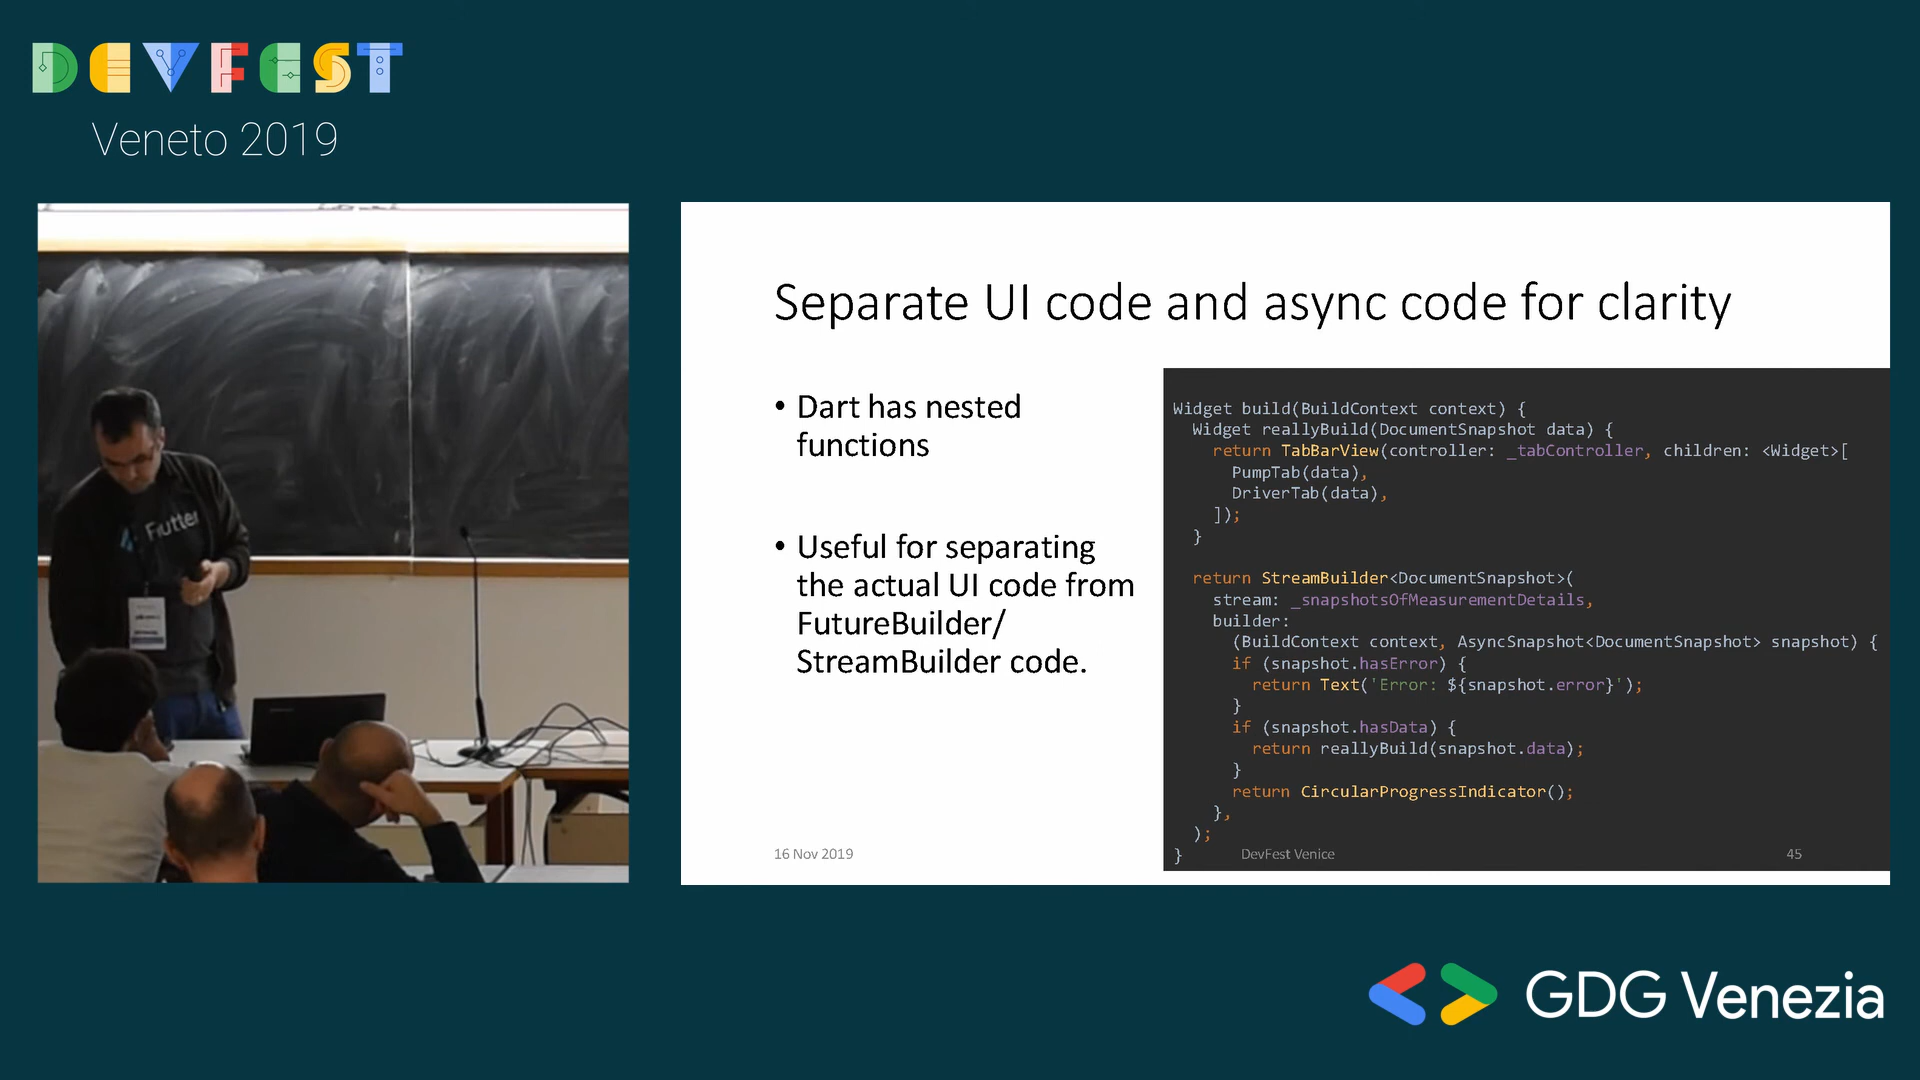 DEVFEST
Veneto 2019
Flutter
Separate UI code and async code for clarity
• Dart has nested
functions
• Useful for separating
the actual UI code from
FutureBuilder/
StreamBuilder code.
Widget build(BuildContext context) {
Widget reallyBuild(DocumentSnapshot data) {
return TabBarView(controller: _tabController, children: <Widget>[
PumpTab(data),
DriverTab(data),
]);
}
return StreamBuilder<DocumentSnapshot>(
stream: _snapshotsOfMeasurementDetails,
builder:
(BuildContext context, AsyncSnapshot<DocumentSnapshot> snapshot) {
if (snapshot.hasError) {
return Text('Error: ${snapshot.error}');
}
if (snapshot.hasData) {
return reallyBuild(snapshot.data);
}
return CircularProgressIndicator();
},
);
}
16 Nov 2019
DevFest Venice
45
GDG Venezia